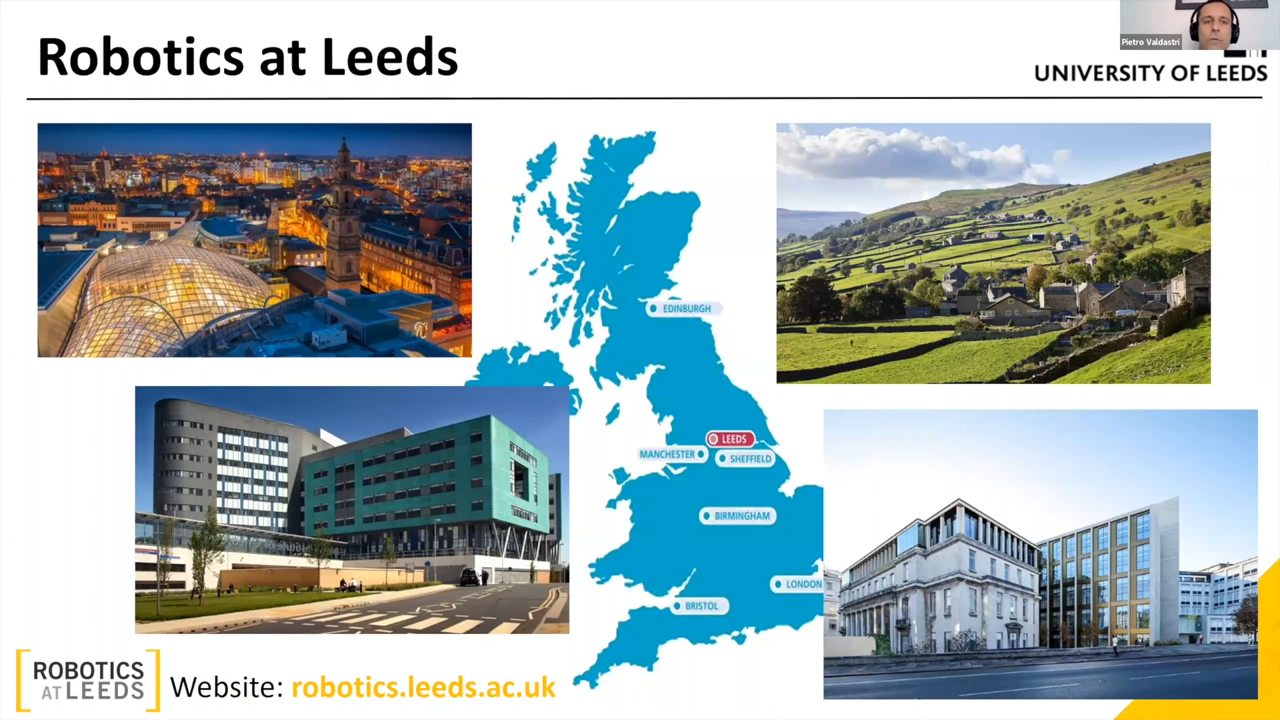 Robotics at Leeds
Pietro Valdastri
UNIVERSITY OF LEEDS
EDINBURGH
LEEDS
MANCHESTER
SHEFFIELD
BIRMINGHAM
LONDON
BRISTOL
ROBOTICS
AT LEEDS
Website: robotics.leeds.ac.uk